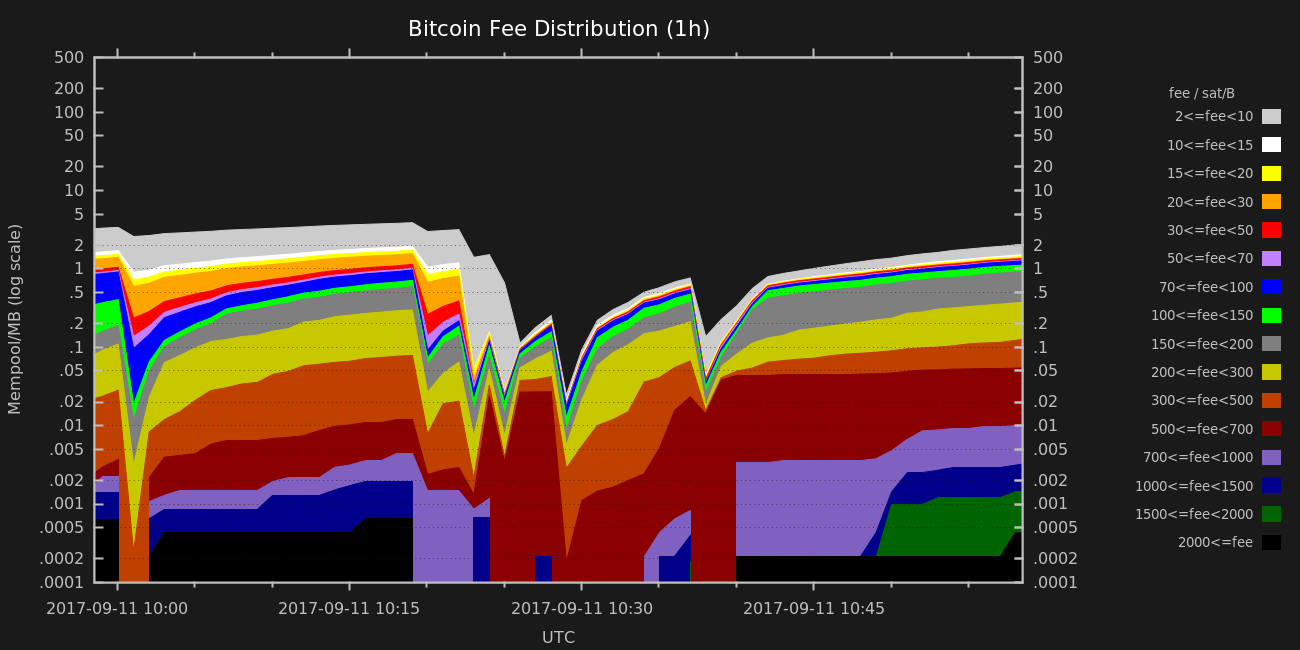 Bitcoin Fee Distribution (1h)
Mempool/MB (log scale)
500
200
100
50
20
10
5
2
1
.5
.2
.1
.05
.02
.01
.005
.002
.001
.0005
.0002
.0001
500
200
100
50
20
10
5
2
1
.5
.2
.1
.05
.02
.01
.005
.002
.001
.0005
.0002
.0001
2017-09-11 10:00 2017-09-11 10:15 2017-09-11 10:30 2017-09-11 10:45
UTC
fee / sat/B
2<=fee<10
10<=fee<15
15<=fee<20
20<=fee<30
30<=fee<50
50<=fee<70
70<=fee<100
100<=fee<150
150<=fee<200
200<=fee<300
300<=fee<500
500<=fee<700
700<=fee<1000
1000<=fee<1500
1500<=fee<2000
2000<=fee